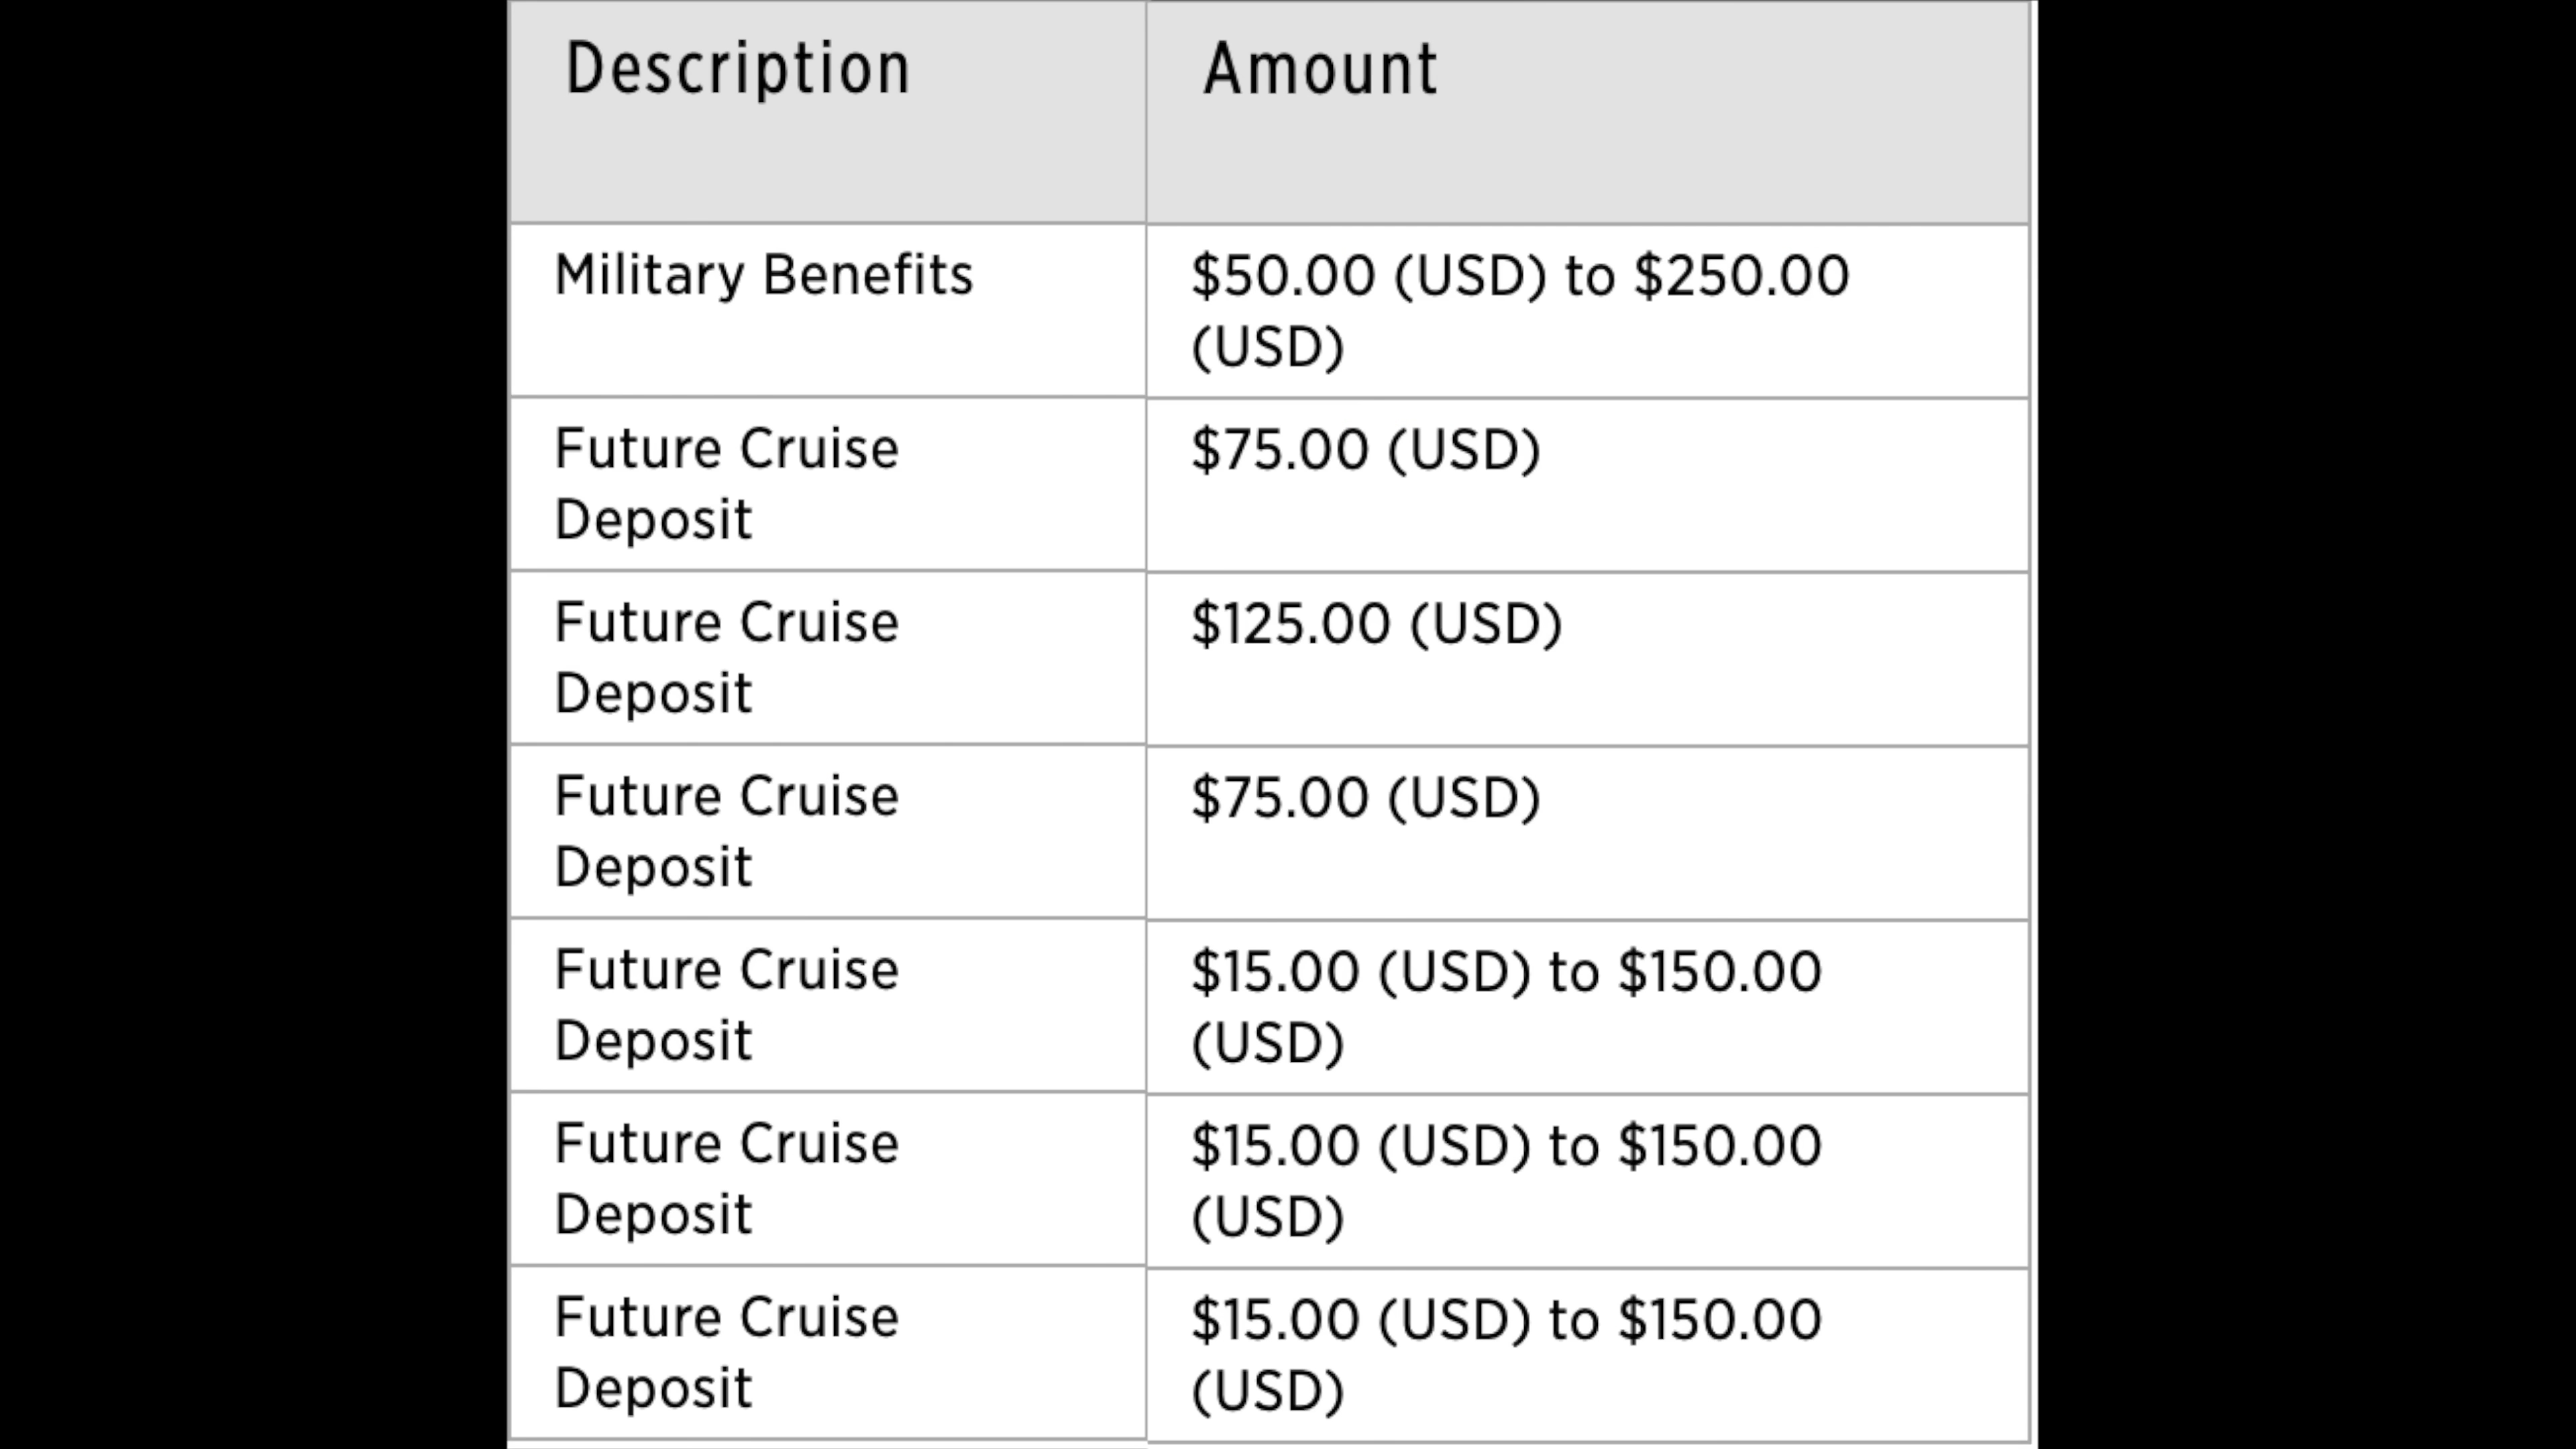 Description Amount
Military Benefits $50.00 (USD) to $250.00
(USD)
Future Cruise $75.00 (USD)
Deposit
Future Cruise $125.00 (USD)
Deposit
Future Cruise $75.00 (USD)
Deposit
Future Cruise $15.00 (USD) to $150.00
Deposit (USD)
Future Cruise $15.00 (USD) to $150.00
Deposit (USD)
Future Cruise $15.00 (USD) to $150.00
Deposit (USD)